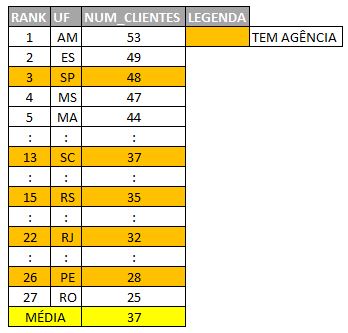 RANK UF NUM_CLIENTES LEGENDA
1 AM 53 TEM AGÊNCIA
2 ES 49
3 SP 48
4 MS 47
5 MA 44
: : :
13 SC 37
: : :
15 RS 35
: : :
22 RJ 32
: : :
26 PE 28
27 RO 25
MÉDIA 37